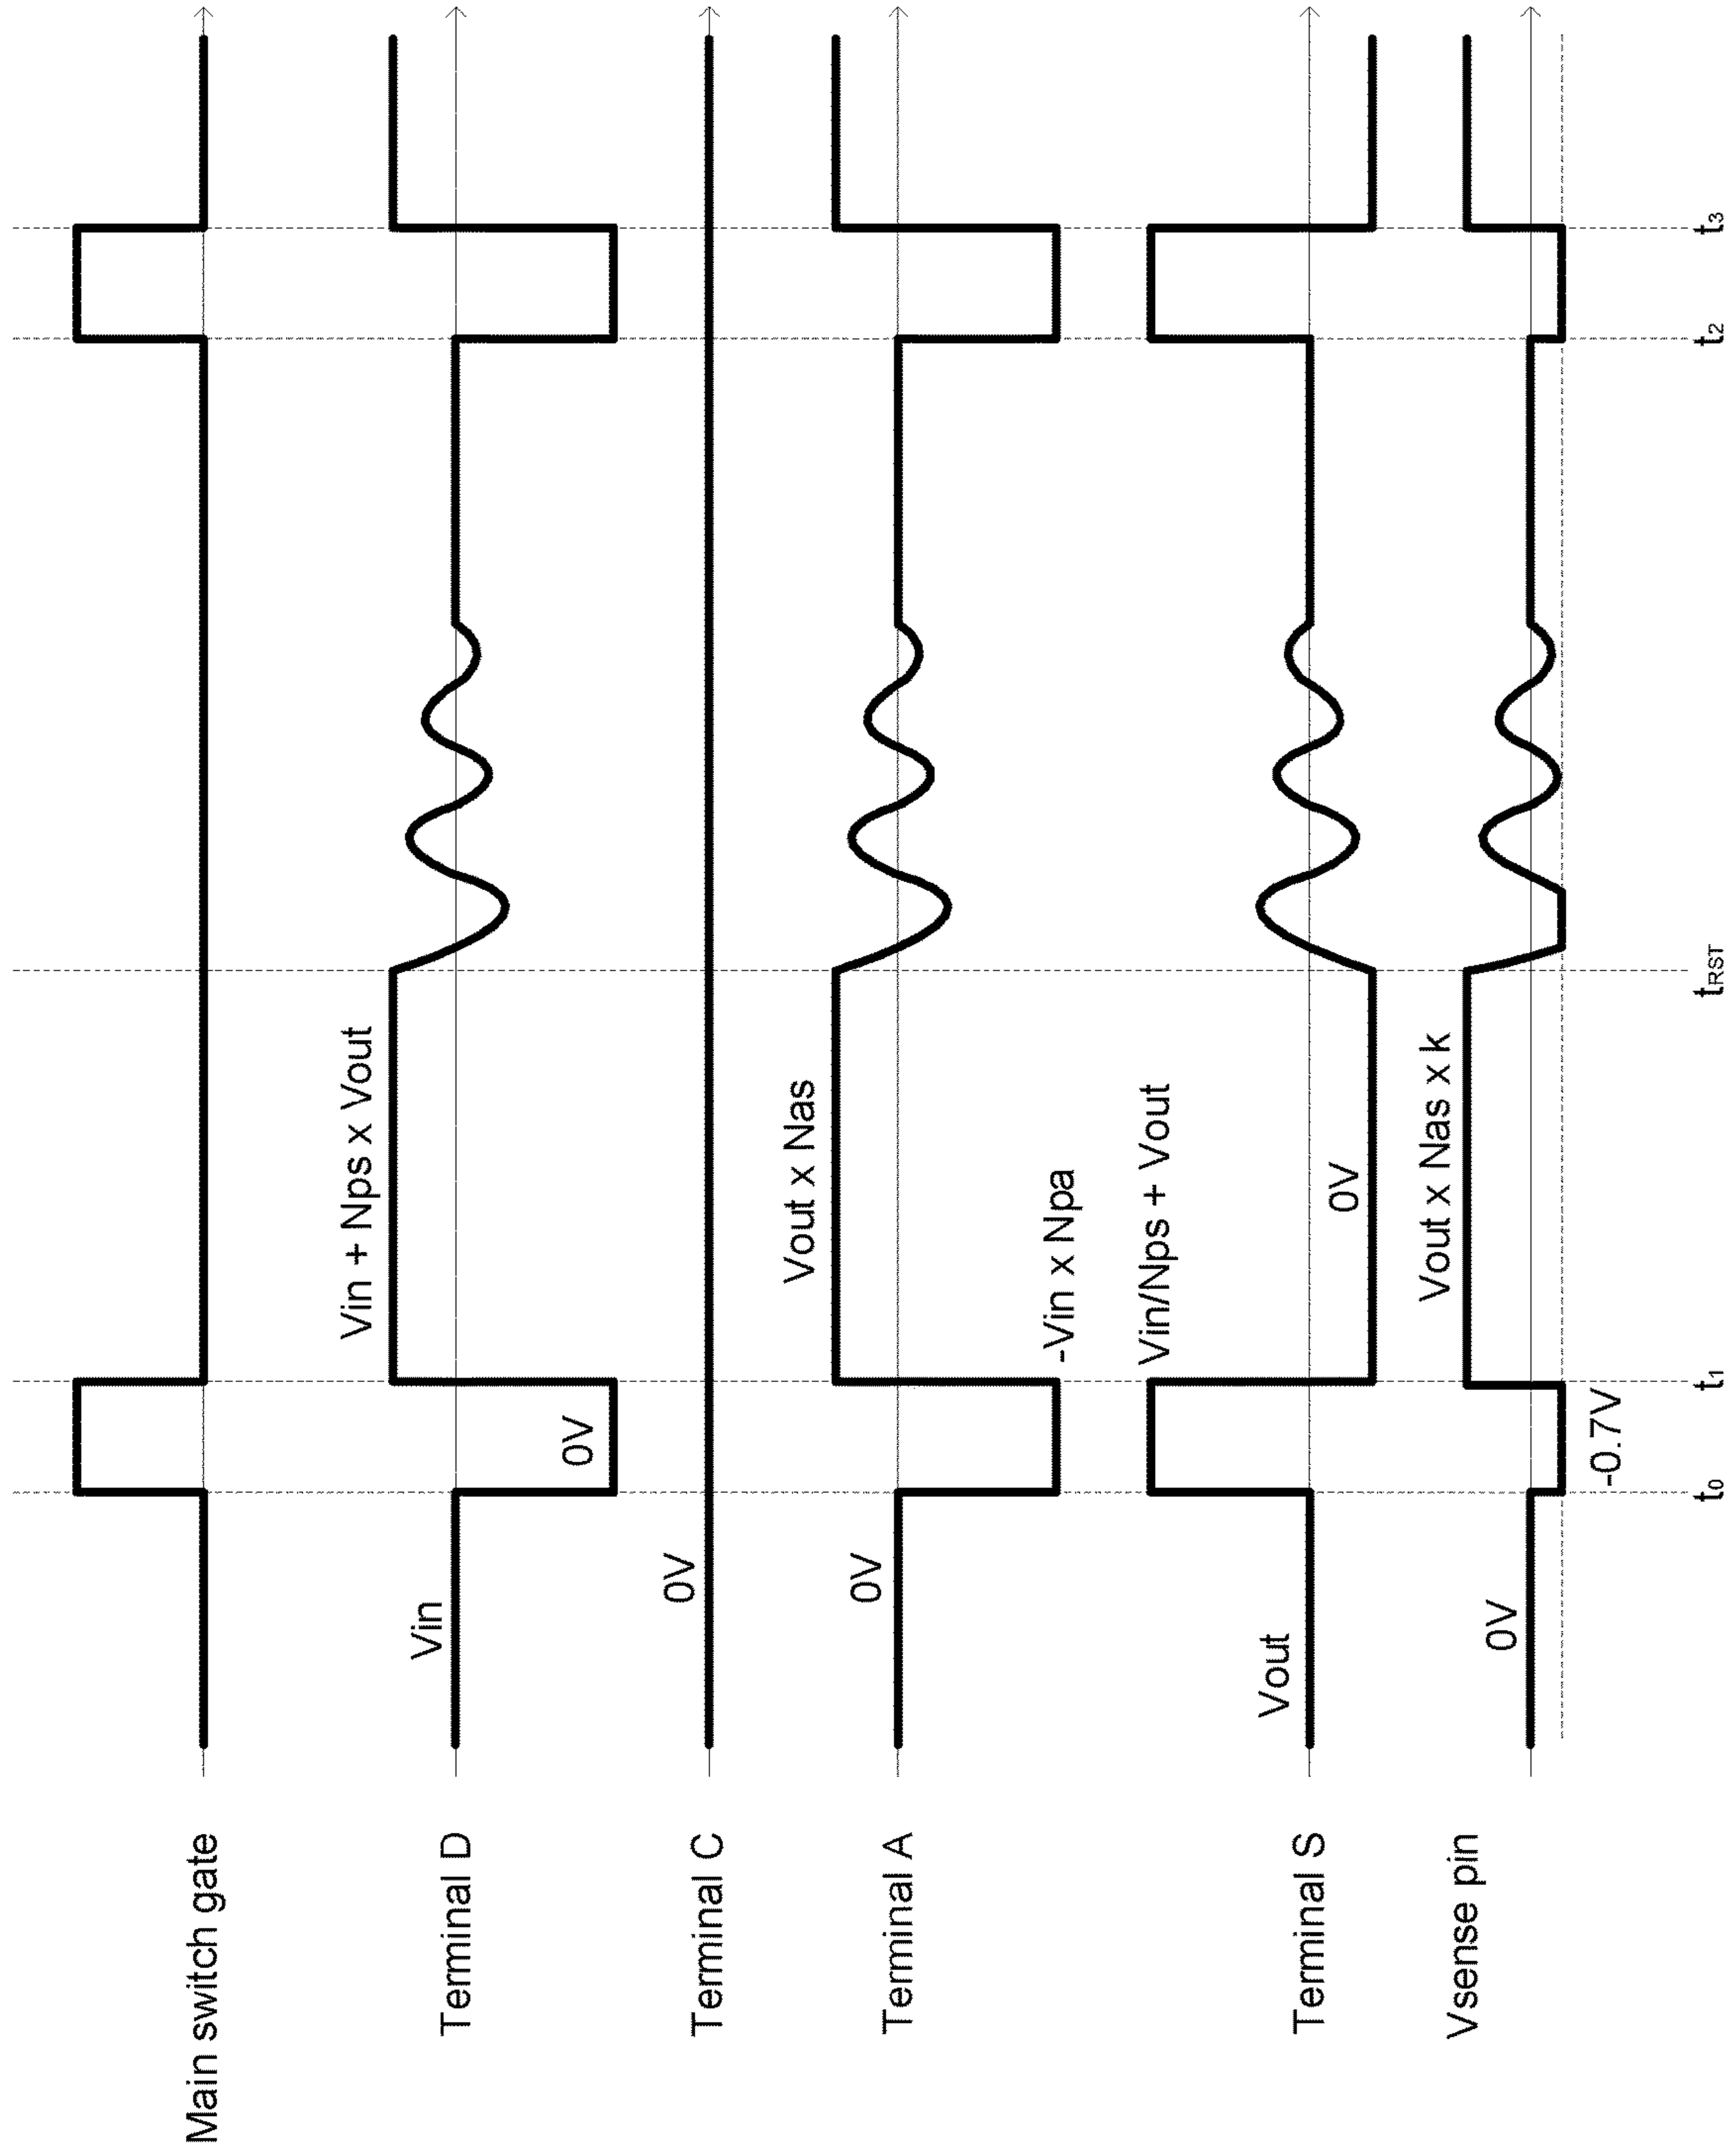 Main switch gate
Terminal D
Vin
0V
Vin + Nps x Vout
Terminal C
0V
Terminal A
0V
-Vin x Npa
Vout x Nas
Terminal S
Vout
Vin/Nps + Vout
0V
Vsense pin
0V
-0.7V
Vout x Nas x k
t0
t1
tRST
t2
t3